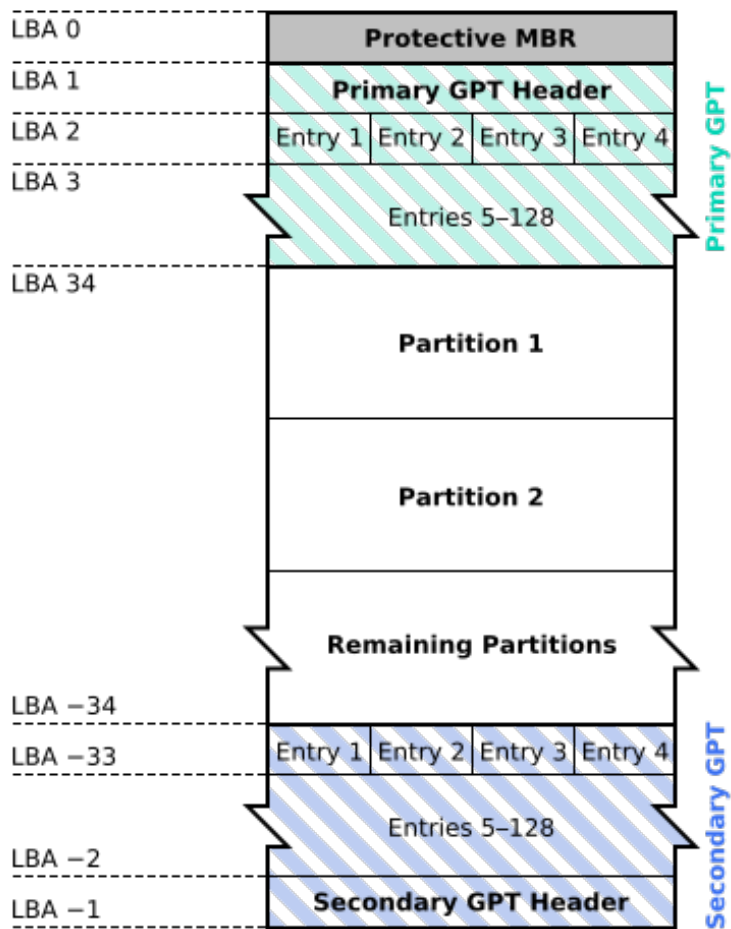 LBA 0
Protective MBR
LBA 1
Primary GPT Header
LBA 2
Entry 1 Entry 2 Entry 3 Entry 4
LBA 3
Entries 5–128
Primary GPT
LBA 34
Partition 1
Partition 2
Remaining Partitions
LBA −34
LBA −33
Entry 1 Entry 2 Entry 3 Entry 4
Entries 5–128
LBA −2
Secondary GPT Header
LBA −1
Secondary GPT